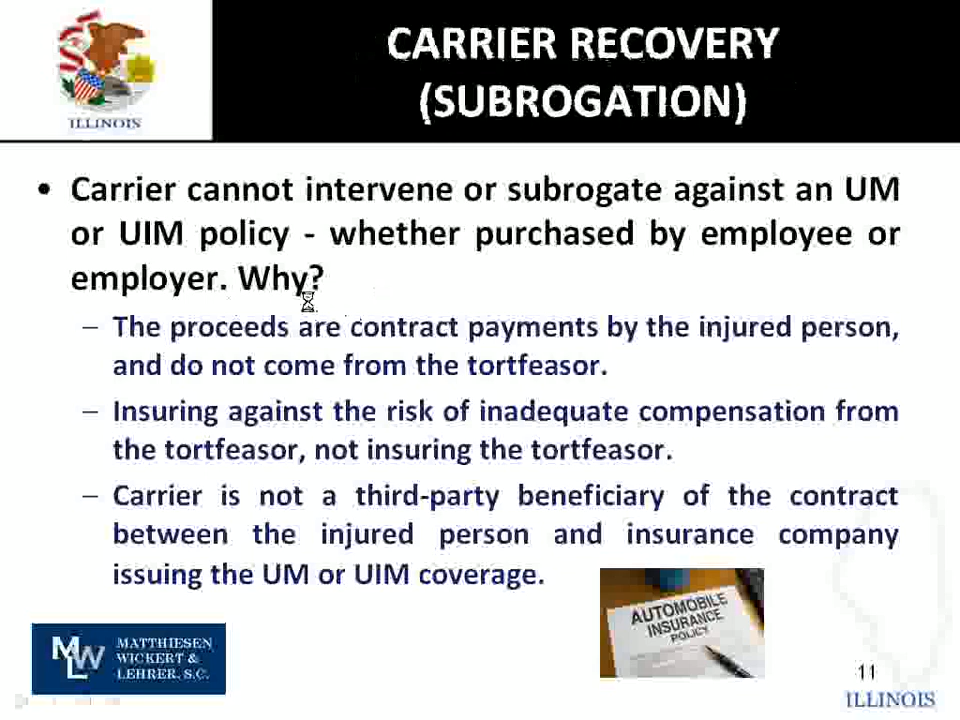 CARRIER RECOVERY
(SUBROGATION)
ILLINOIS
• Carrier cannot intervene or subrogate against an UM
or UIM policy - whether purchased by employee or
employer. Why?
– The proceeds are contract payments by the injured person,
and do not come from the tortfeasor.
– Insuring against the risk of inadequate compensation from
the tortfeasor, not insuring the tortfeasor.
– Carrier is not a third-party beneficiary of the contract
between the injured person and insurance company
issuing the UM or UIM coverage.
AUTOMOBILE
INSURANCE
POLICY
MLW
MATTHIESEN
WICKERT &
LEHRER, S.C.
11
ILLINOIS